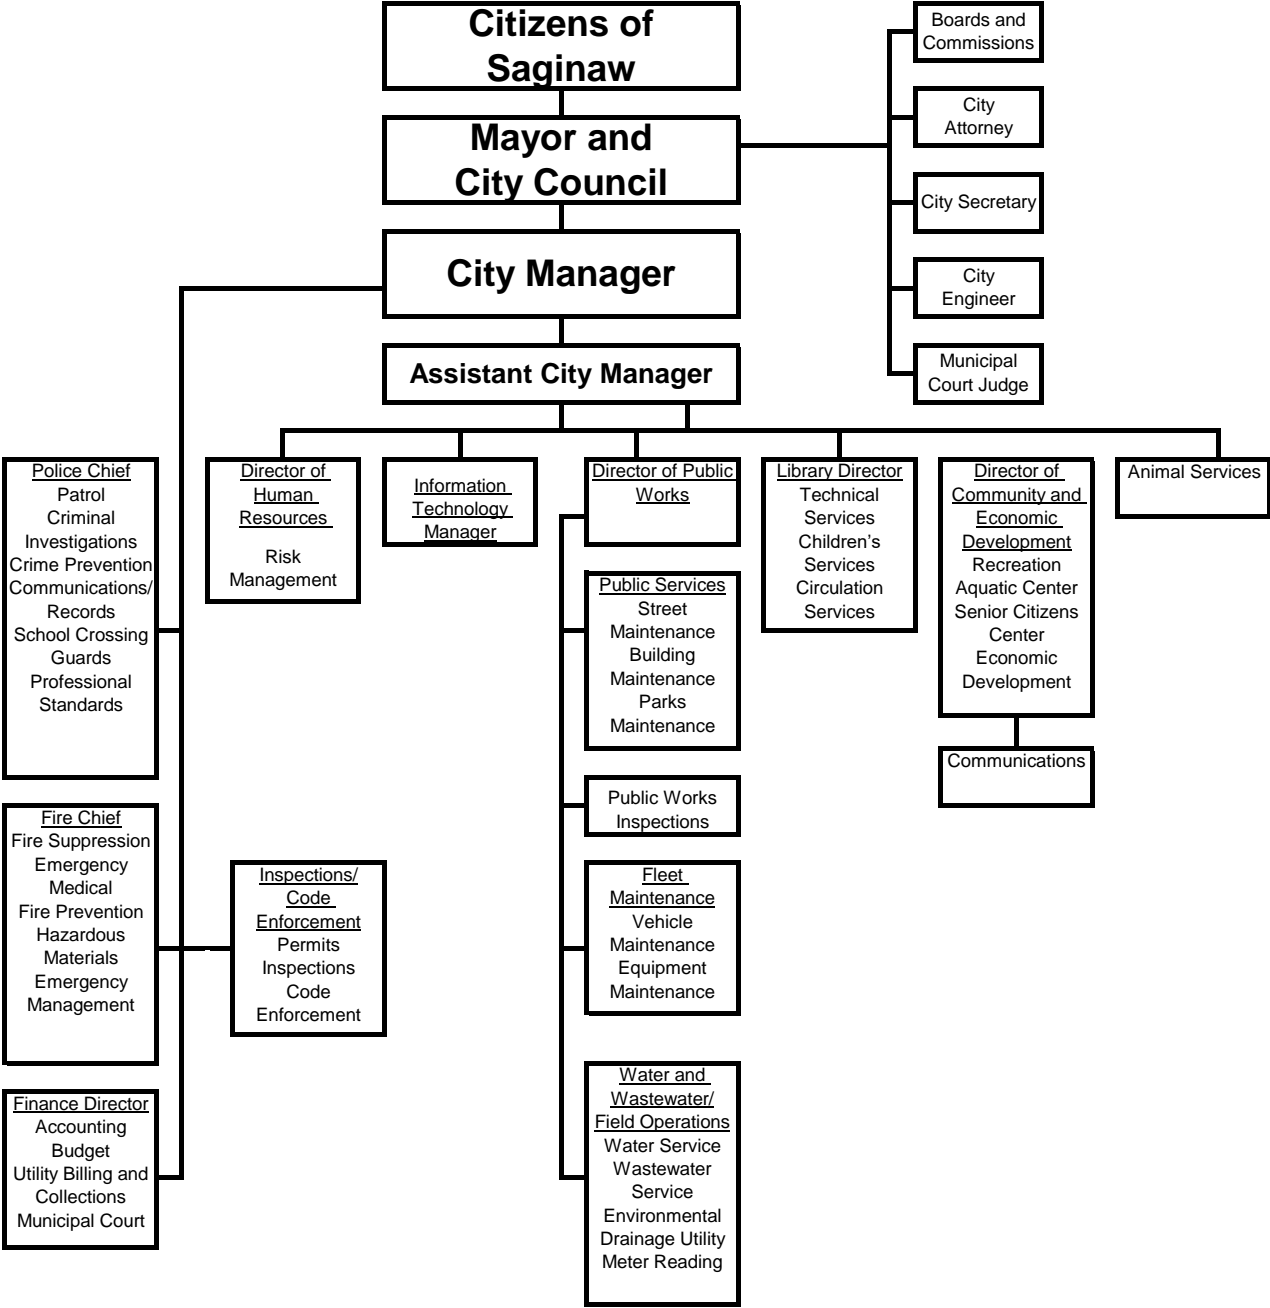 Citizens of
Saginaw
Mayor and
City Council
City Manager
Assistant City Manager
Boards and
Commissions
City
Attorney
City Secretary
City
Engineer
Municipal
Court Judge
Police Chief
Patrol
Criminal
Investigations
Crime Prevention
Communications/
Records
School Crossing
Guards
Professional
Standards
Fire Chief
Fire Suppression
Emergency
Medical
Fire Prevention
Hazardous
Materials
Emergency
Management
Finance Director
Accounting
Budget
Utility Billing and
Collections
Municipal Court
Inspections/
Code
Enforcement
Permits
Inspections
Code
Enforcement
Director of
Human
Resources
Risk
Management
Information
Technology
Manager
Director of Public
Works
Public Services
Street
Maintenance
Building
Maintenance
Parks
Maintenance
Public Works
Inspections
Fleet
Maintenance
Vehicle
Maintenance
Equipment
Maintenance
Water and
Wastewater/
Field Operations
Water Service
Wastewater
Service
Environmental
Drainage Utility
Meter Reading
Library Director
Technical
Services
Children's
Services
Circulation
Services
Director of
Community and
Economic
Development
Recreation
Aquatic Center
Senior Citizens
Center
Economic
Development
Communications
Animal Services